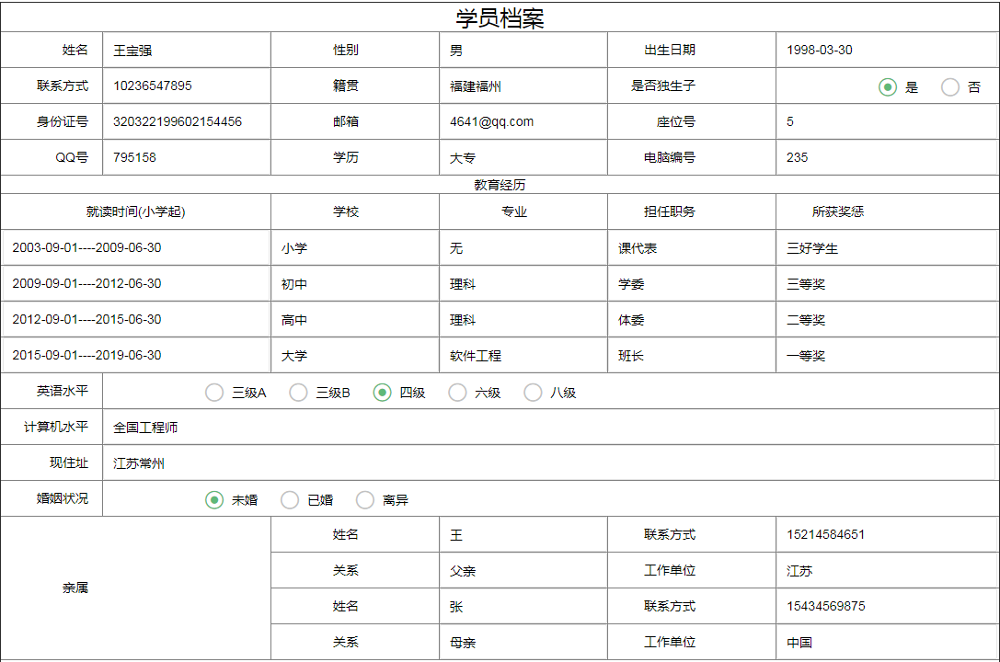 学员档案
姓名 王宝强 性别 男 出生日期 1998-03-30
联系方式 10236547895 籍贯 福建福州 是否独生子 是 否
身份证号 320322199602154456 邮箱 4641@qq.com 座位号 5
QQ号 795158 学历 大专 电脑编号 235
教育经历
就读时间(小学起) 学校 专业 担任职务 所获奖惩
2003-09-01----2009-06-30 小学 无 课代表 三好学生
2009-09-01----2012-06-30 初中 理科 学委 三等奖
2012-09-01----2015-06-30 高中 理科 体委 二等奖
2015-09-01----2019-06-30 大学 软件工程 班长 一等奖
英语水平 三级A 三级B 四级 六级 八级
计算机水平 全国工程师
现住址 江苏常州
婚姻状况 未婚 已婚 离异
亲属
姓名 王 联系方式 15214584651
关系 父亲 工作单位 江苏
姓名 张 联系方式 15434569875
关系 母亲 工作单位 中国